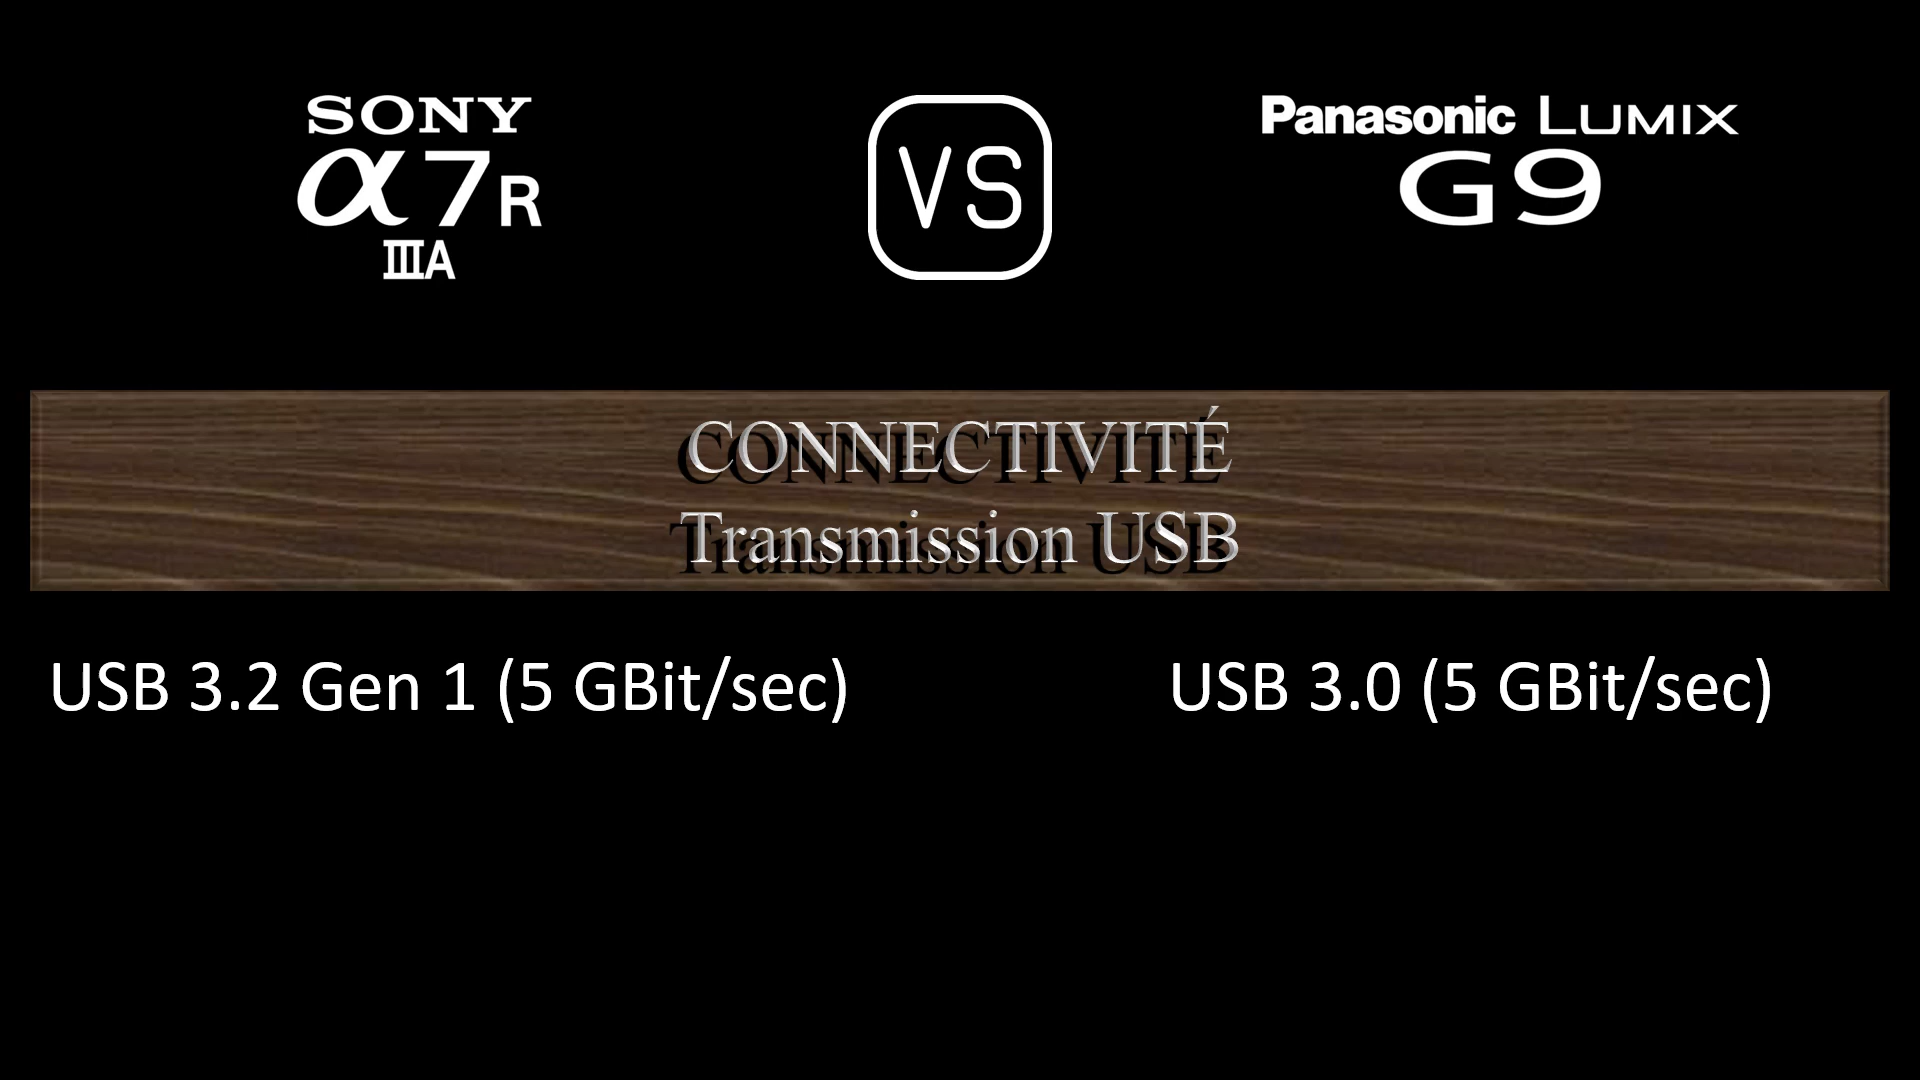 SONY
α7R
IIIA
VS
Panasonic LUMIX
G9
CONNECTIVITÉ
Transmission USB
USB 3.2 Gen 1 (5 GBit/sec)
USB 3.0 (5 GBit/sec)